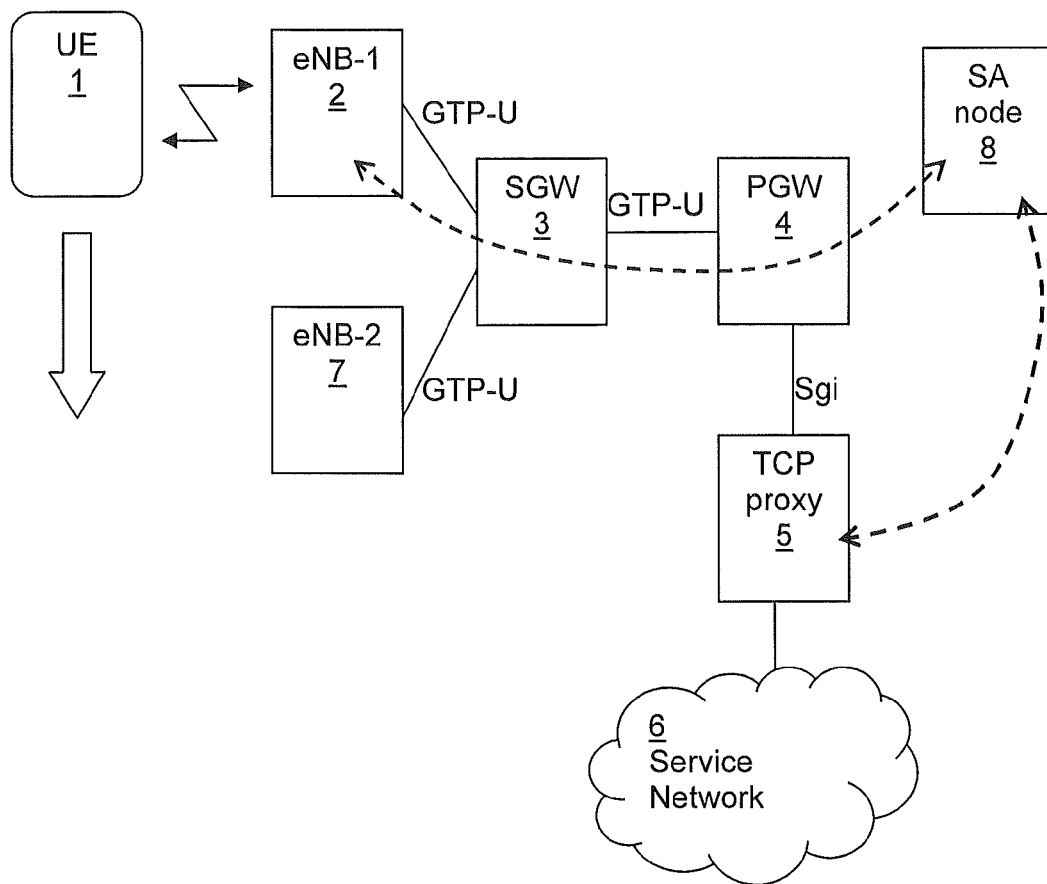 UE
1
eNB-1
2
GTP-U
SA
node
8
SGW
3
GTP-U
PGW
4
eNB-2
7
GTP-U
Sgi
TCP
proxy
5
6
Service
Network